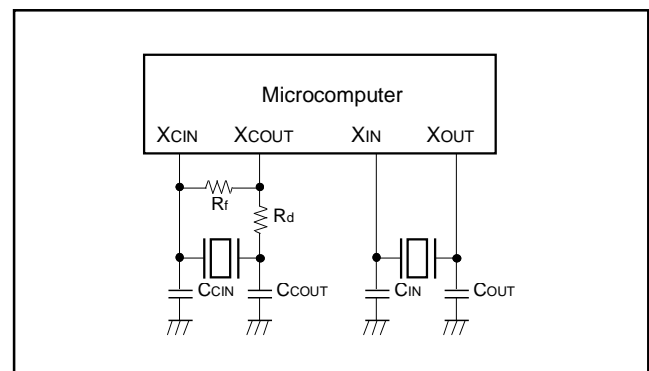 Microcomputer
XCIN XCOUT XIN XOUT
Rf
Rd
CCIN CCOUT CIN COUT